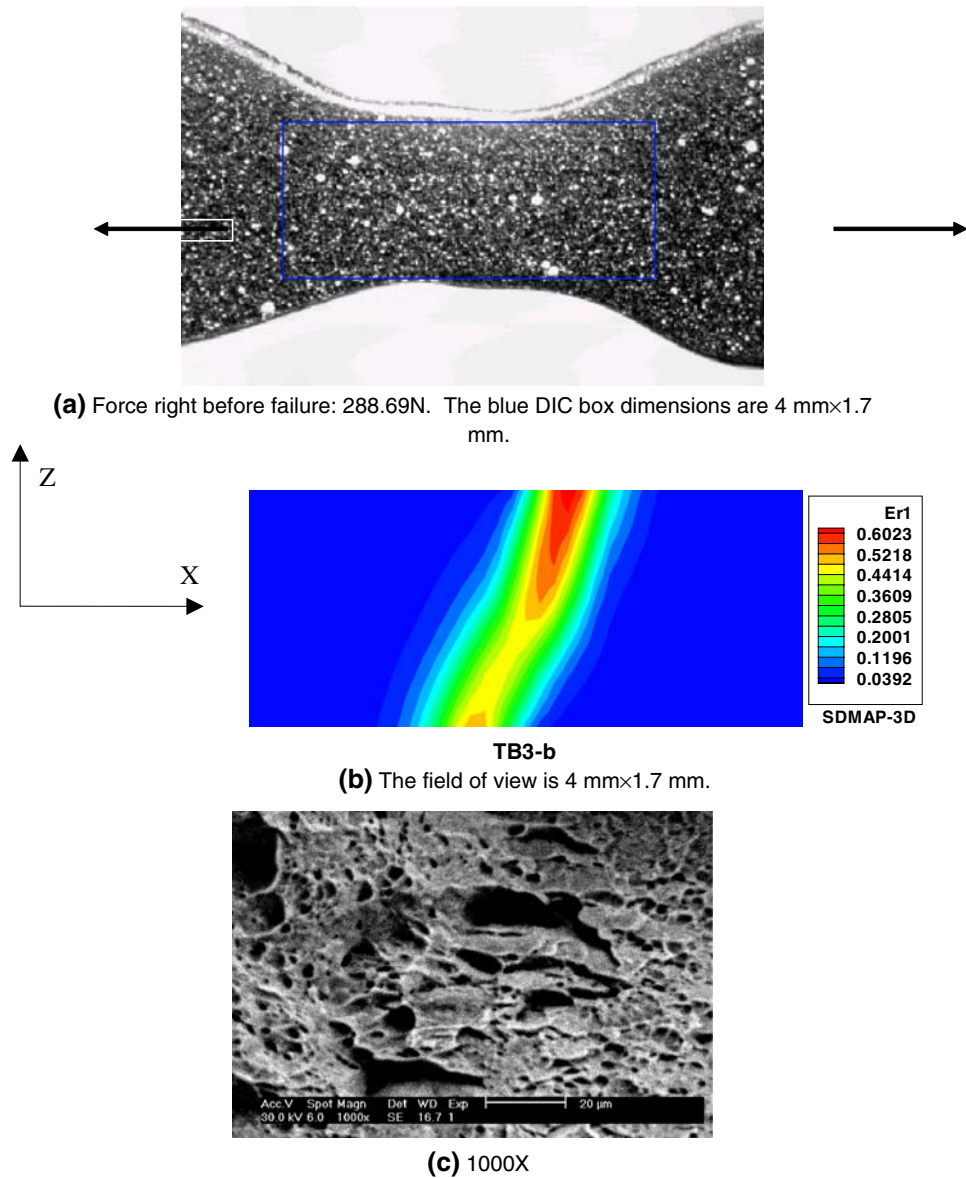 (a) Force right before failure: 288.69N. The blue DIC box dimensions are 4 mm×1.7
mm.
Z
X
Er1
0.6023
0.5218
0.4414
0.3609
0.2805
0.2001
0.1196
0.0392
SDMAP-3D
TB3-b
(b) The field of view is 4 mm×1.7 mm.
Acc.V Spot Magn Det WD Exp 20 µm
30.0 kV 6.0 1000x SE 16.7 1
(c) 1000X